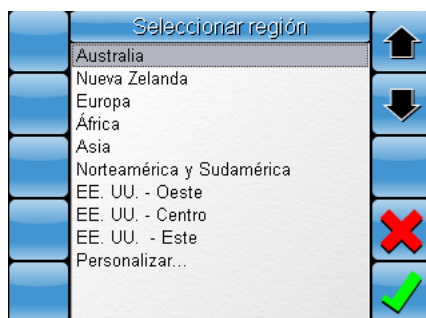 Seleccionar región
Australia
Nueva Zelanda
Europa
África
Asia
Norteamérica y Sudamérica
EE. UU. - Oeste
EE. UU. - Centro
EE. UU. - Este
Personalizar...